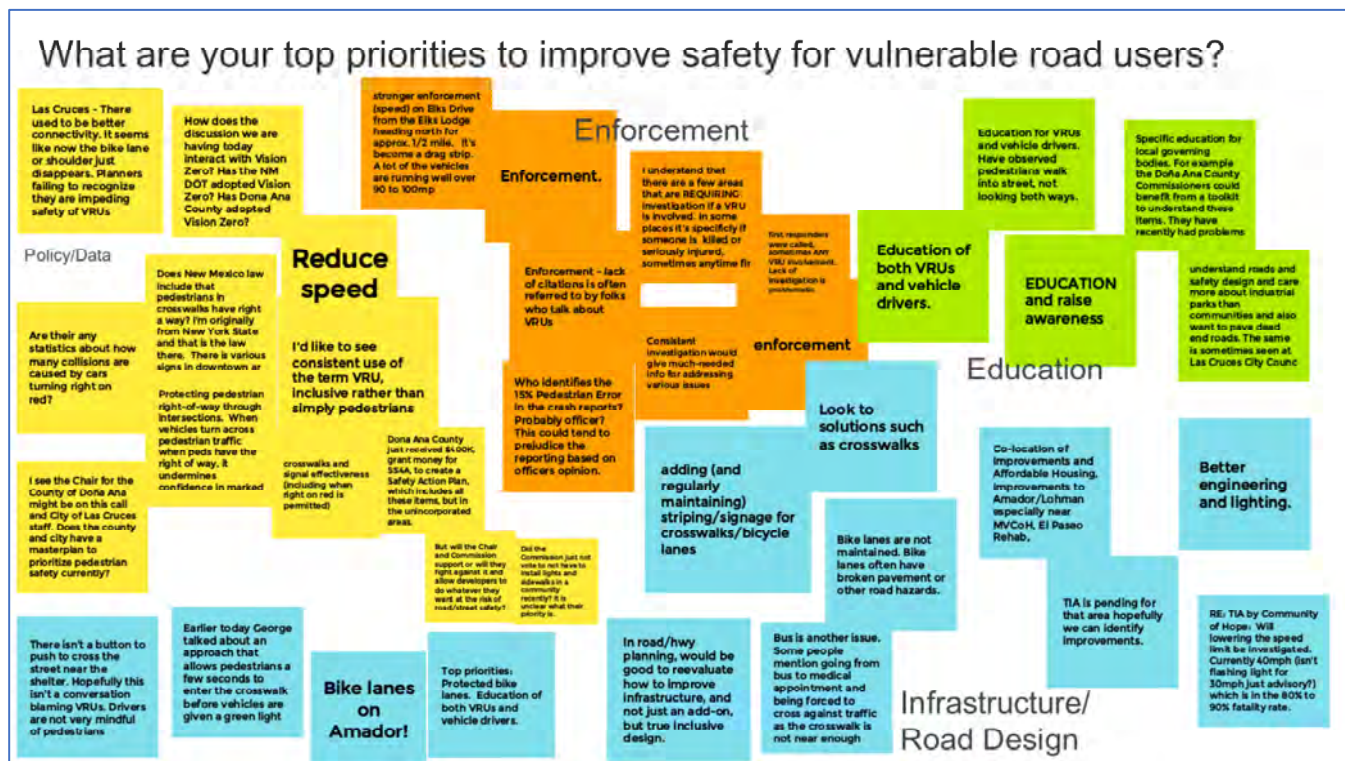 What are your top priorities to improve safety for vulnerable road users?
Las Cruces - There
used to be better
connectivity. It seems
like now the bike lane
or shoulder just
disappears. Planners
failing to recognize
they are impeding
safety of VRUs
How does the
discussion we are
having today
interact with Vision
Zero? Has the NM
DOT adopted Vision
Zero? Has Dona Ana
County adopted
Vision Zero?
stronger enforcement
(speed) on Elks Drive
from the Elks Lodge
heading north for
approx. 1/2 mile. It's
become a drag strip.
A lot of the vehicles
are running well over
90 to 100mp
Enforcement
Enforcement.
I understand that
there are a few areas
that are REQUIRING
investigation if a VRU
is involved. In some
places it's specificly if
someone is killed or
seriously injured,
sometimes anytime fir
first responders
were called,
sometimes ANY
VRU involvement.
Lack of
investigation is
problematic
Education for VRUs
and vehicle drivers.
Have observed
pedestrians walk
into street, not
looking both ways.
Specific education for
local governing
bodies. For example
the Doña Ana County
Commissioners could
benefit from a toolkit
to understand these
items. They have
recently had problems
Policy/Data
Does New Mexico law
include that
pedestrians in
crosswalks have right
a way? I'm originally
from New York State
and that is the law
there. There is various
signs in downtown ar
Reduce
speed
Enforcement - lack
of citations is often
referred to by folks
who talk about
VRUs
Education of
both VRUs
and vehicle
drivers.
EDUCATION
and raise
awareness
understand roads and
safety design and care
more about industrial
parks than
communities and also
want to pave dead
end roads. The same
is sometimes seen at
Las Cruces City Counc
Are their any
statistics about how
many collisions are
caused by cars
turning right on
red?
I'd like to see
consistent use of
the term VRU,
inclusive rather than
simply pedestrians
Consistent
investigation would
give much-needed
info for addressing
various issues
enforcement
Education
Protecting pedestrian
right-of-way through
intersections. When
vehicles turn across
pedestrian traffic
when peds have the
right of way, it
undermines
confidence in marked
crosswalks and
signal effectiveness
(including when
right on red is
permitted)
Who identifies the
15% Pedestrian Error
in the crash reports?
Probably officer?
This could tend to
prejudice the
reporting based on
officers opinion.
Look to
solutions such
as crosswalks
I see the Chair for the
County of Doña Ana
might be on this call
and City of Las Cruces
staff. Does the county
and city have a
masterplan to
prioritize pedestrian
safety currently?
Dona Ana County
just received $400K,
grant money for
SS4A, to create a
Safety Action Plan,
which includes all
these items, but in
the unincorporated
areas.
adding (and
regularly
maintaining)
striping/signage for
crosswalks/bicycle
lanes
Co-location of
improvements and
Affordable Housing,
improvements to
Amador/Lohman
especially near
MVCoH, El Paseo
Rehab,
Better
engineering
and lighting.
But will the Chair
and Commission
support or will they
fight against it and
allow developers to
do whatever they
want at the risk of
road/street safety?
Did the
Commission just not
vote to not have to
install lights and
sidewalks in a
community
recently? It is
unclear what their
priority is.
Bike lanes are not
maintained. Bike
lanes often have
broken pavement or
other road hazards.
TIA is pending for
that area hopefully
we can identify
improvements.
RE: TIA by Community
of Hope: Will
lowering the speed
limit be investigated.
Currently 40mph (isn't
flashing light for
30mph just advisory?)
which is in the 80% to
90% fatality rate.
There isn't a button to
push to cross the
street near the
shelter. Hopefully this
isn't a conversation
blaming VRUs. Drivers
are not very mindful
of pedestrians
Earlier today George
talked about an
approach that
allows pedestrians a
few seconds to
enter the crosswalk
before vehicles are
given a green light
Bike lanes
on
Amador!
Top priorities:
Protected bike
lanes. Education of
both VRUs and
vehicle drivers.
In road/hwy
planning, would be
good to reevaluate
how to improve
infrastructure, and
not just an add-on,
but true inclusive
design.
Bus is another issue.
Some people
mention going from
bus to medical
appointment and
being forced to
cross against traffic
as the crosswalk is
not near enough
Infrastructure/
Road Design